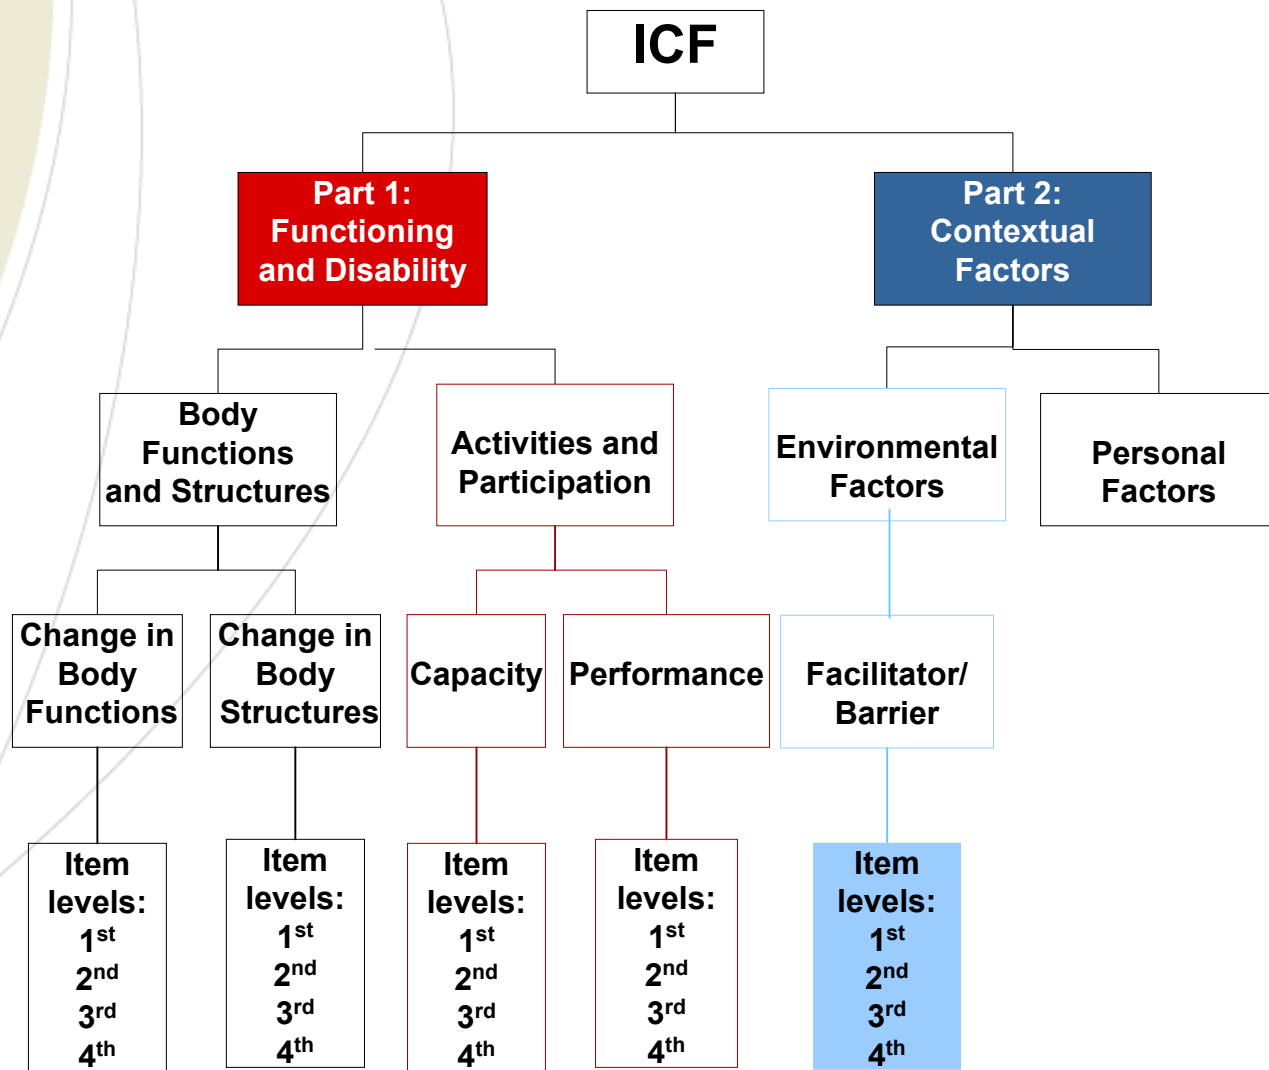 ICF
Part 1:
Functioning
and Disability
Part 2:
Contextual
Factors
Body
Functions
and Structures
Activities and
Participation
Environmental
Factors
Personal
Factors
Change in
Body
Functions
Change in
Body
Structures
Capacity
Performance
Facilitator/
Barrier
Item
levels:
1st
2nd
3rd
4th
Item
levels:
1st
2nd
3rd
4th
Item
levels:
1st
2nd
3rd
4th
Item
levels:
1st
2nd
3rd
4th
Item
levels:
1st
2nd
3rd
4th